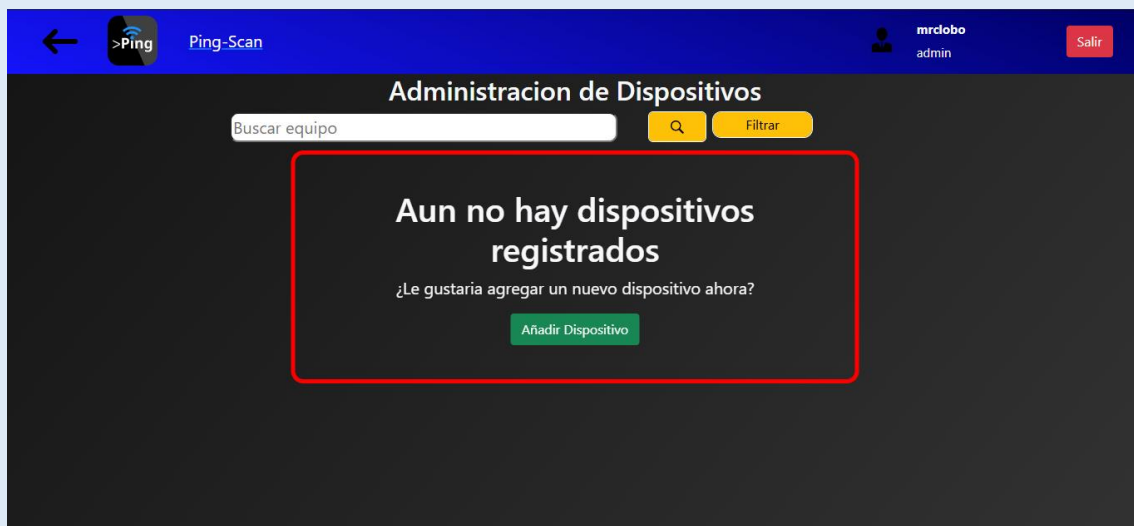 >Ping
Ping-Scan
mrclobo
admin
Salir
Administracion de Dispositivos
Buscar equipo
Filtrar
Aun no hay dispositivos
registrados
¿Le gustaria agregar un nuevo dispositivo ahora?
Añadir Dispositivo